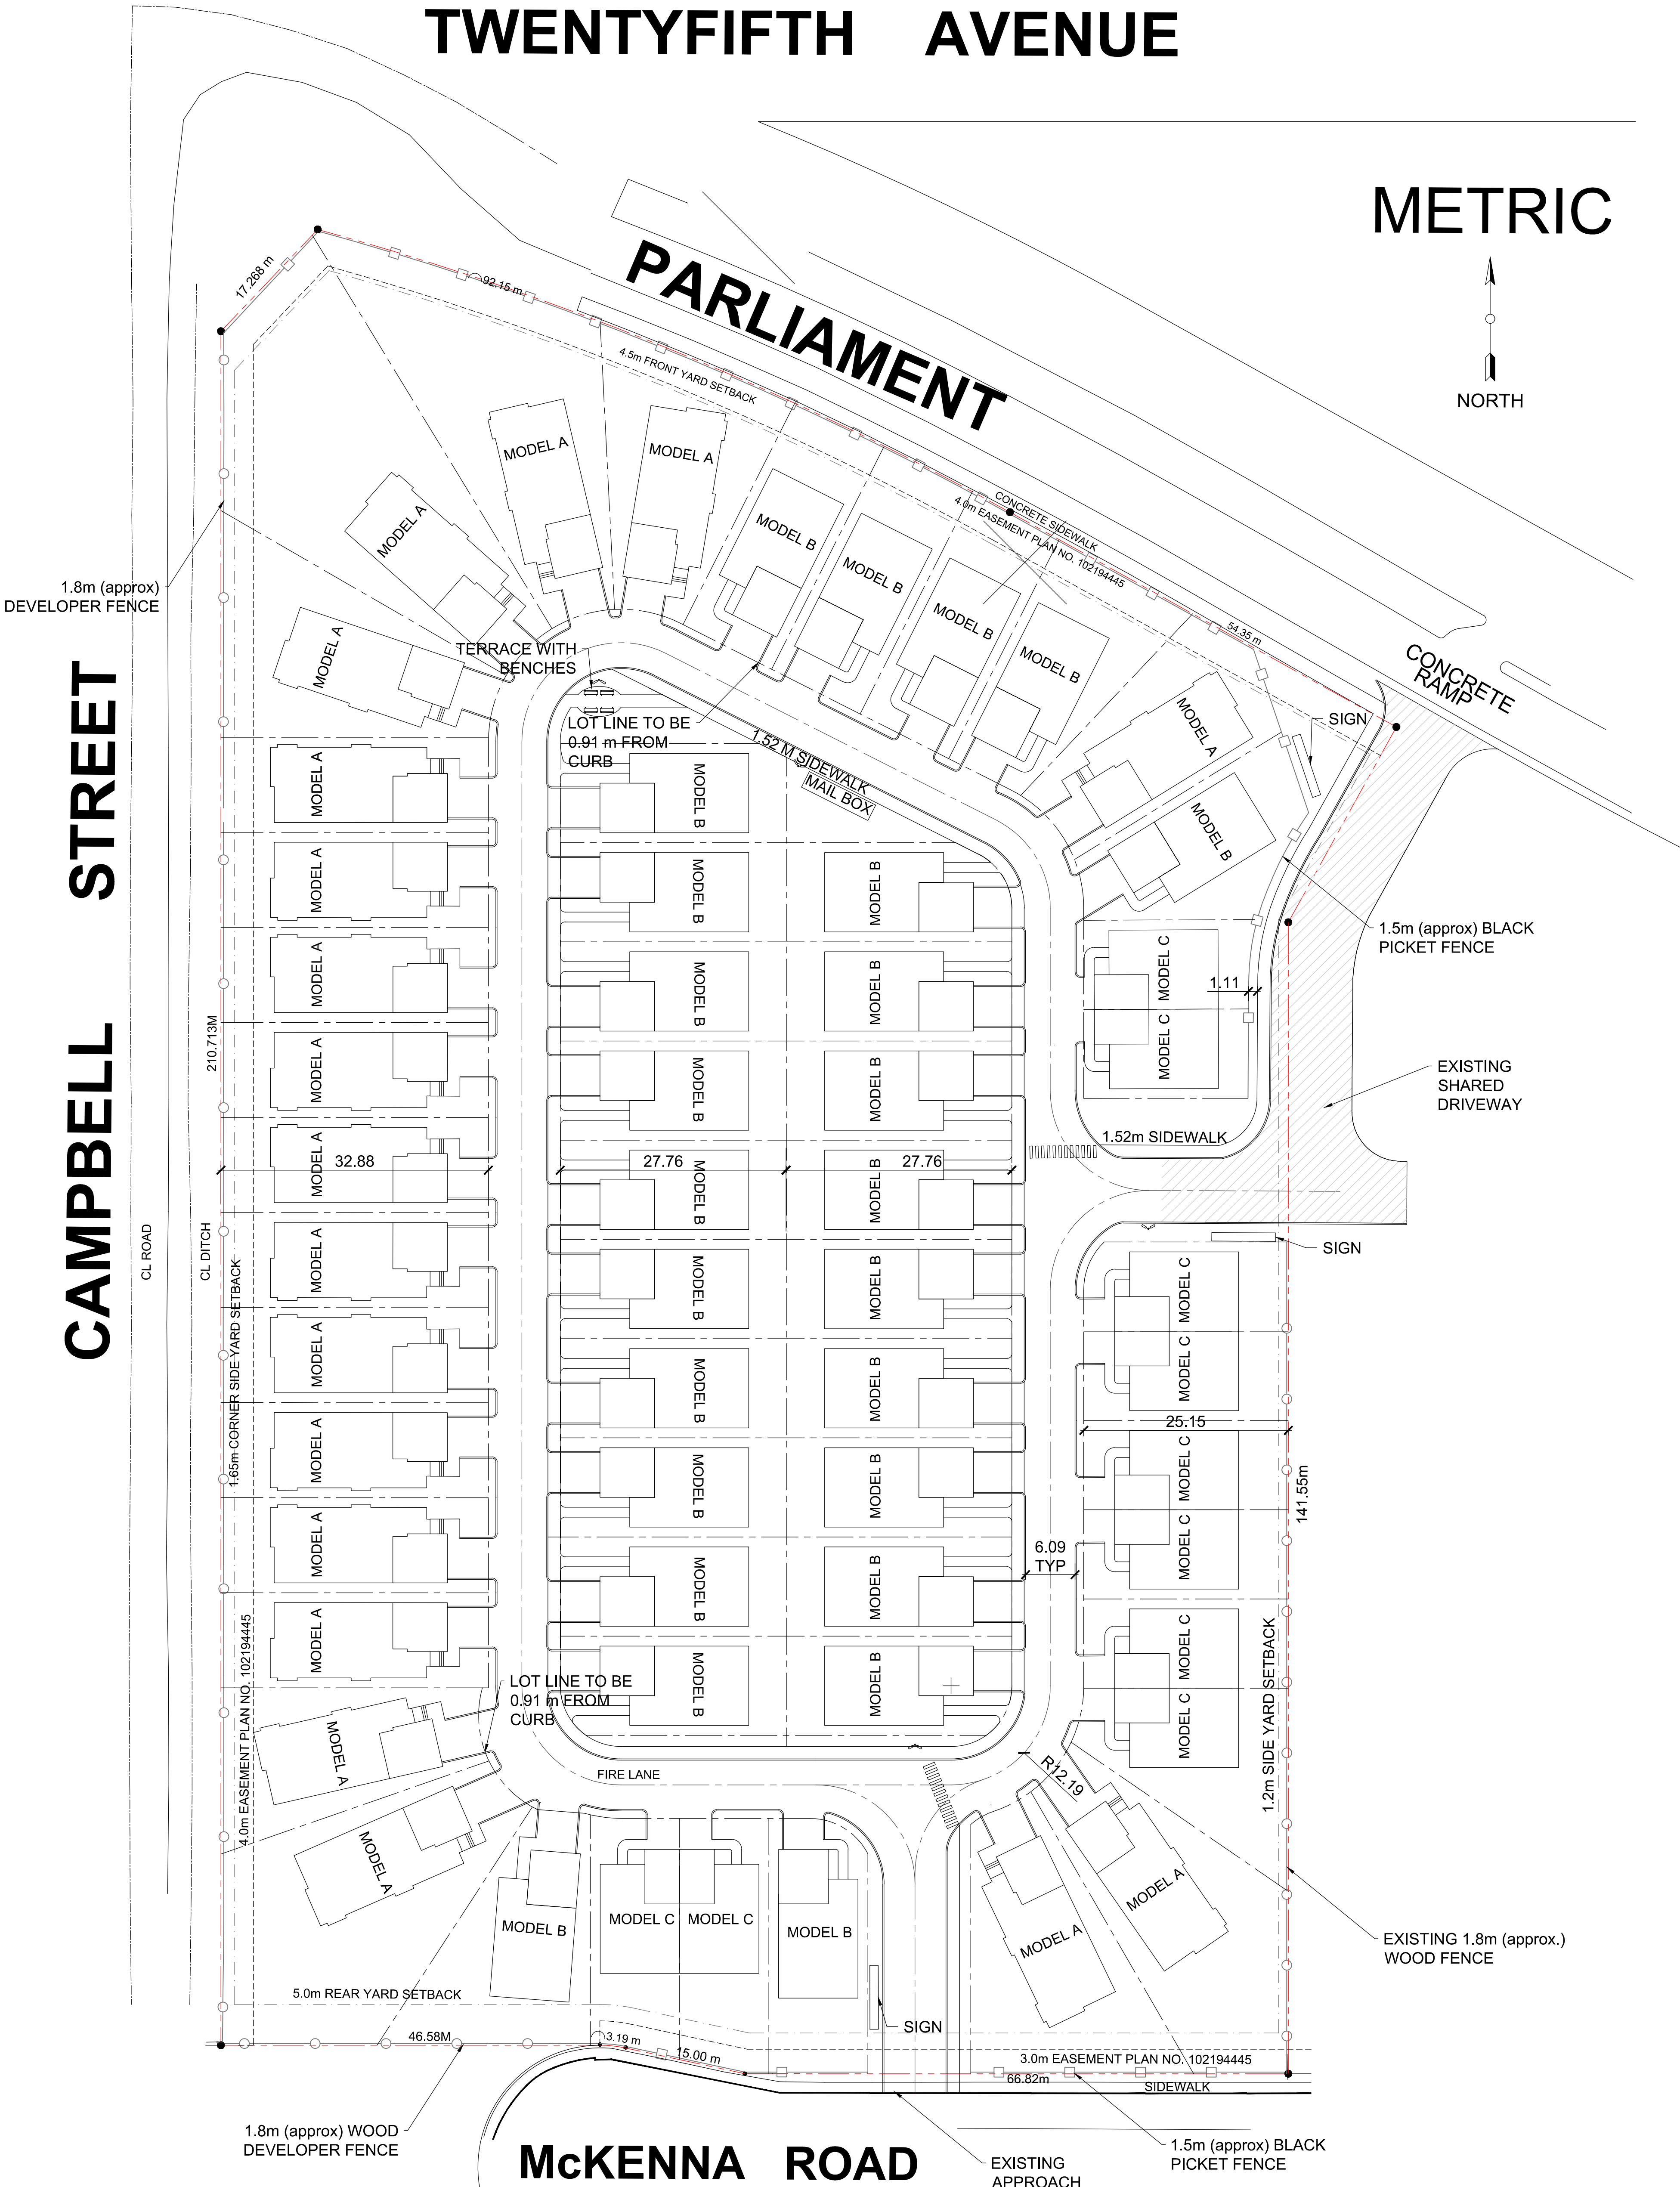 TWENTYFIFTH AVENUE
METRIC
NORTH
PARLIAMENT
17.268 m
92.15 m
4.5m FRONT YARD SETBACK
CONCRETE SIDEWALK
4.0m EASEMENT PLAN NO. 102194445
54.35 m
CONCRETE
RAMP
MODEL A
MODEL A
MODEL A
MODEL A
MODEL B
MODEL B
MODEL B
MODEL B
MODEL A
MODEL B
SIGN
1.8m (approx)
DEVELOPER FENCE
TERRACE WITH
BENCHES
LOT LINE TO BE
0.91 m FROM
CURB
1.52 M SIDEWALK
MAIL BOX
CAMPBELL STREET
CL ROAD
CL DITCH
210.713M
1.65m CORNER SIDE YARD SETBACK
4.0m EASEMENT PLAN NO. 102194445
MODEL A
MODEL A
MODEL A
MODEL A
MODEL A
MODEL A
MODEL A
MODEL A
MODEL A
MODEL A
32.88
MODEL B
MODEL B
MODEL B
MODEL B
MODEL B
MODEL B
MODEL B
MODEL B
MODEL B
MODEL B
27.76
27.76
MODEL B
MODEL B
MODEL B
MODEL B
MODEL B
MODEL B
MODEL B
MODEL B
MODEL B
MODEL C
MODEL C
1.11
1.5m (approx) BLACK
PICKET FENCE
EXISTING
SHARED
DRIVEWAY
1.52m SIDEWALK
SIGN
MODEL C
MODEL C
25.15
MODEL C
MODEL C
141.55m
6.09
TYP
MODEL C
MODEL C
1.2m SIDE YARD SETBACK
LOT LINE TO BE
0.91 m FROM
CURB
FIRE LANE
R12.19
MODEL A
MODEL A
MODEL B
MODEL C
MODEL C
MODEL B
MODEL A
MODEL A
EXISTING 1.8m (approx.)
WOOD FENCE
5.0m REAR YARD SETBACK
SIGN
46.58M
3.19 m
15.00 m
3.0m EASEMENT PLAN NO. 102194445
66.82m
SIDEWALK
1.8m (approx) WOOD
DEVELOPER FENCE
McKENNA ROAD
EXISTING
APPROACH
1.5m (approx) BLACK
PICKET FENCE